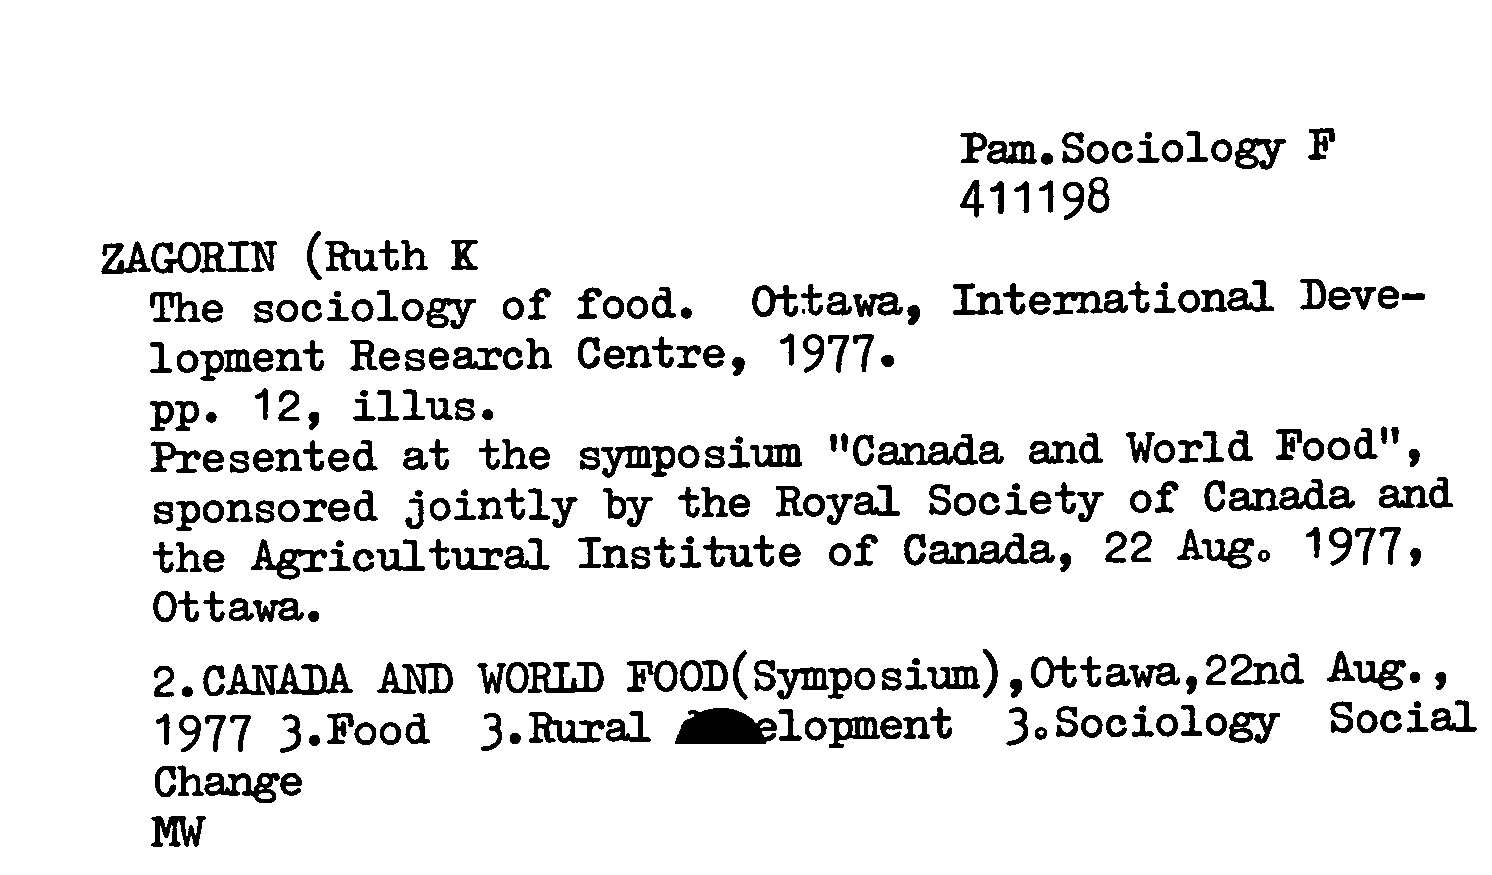 Pam.Sociology F
411198
ZAGORIN (Ruth K
The sociology of food. Ottawa, International Deve-
lopment Research Centre, 1977.
pp. 12, illus.
Presented at the symposium "Canada and World Food",
sponsored jointly by the Royal Society of Canada and
the Agricultural Institute of Canada, 22 Aug. 1977,
Ottawa.
2.CANADA AND WORLD FOOD(Symposium),Ottawa,22nd Aug.,
1977 3.Food 3.Rural elopment 3.Sociology Social
Change
MW